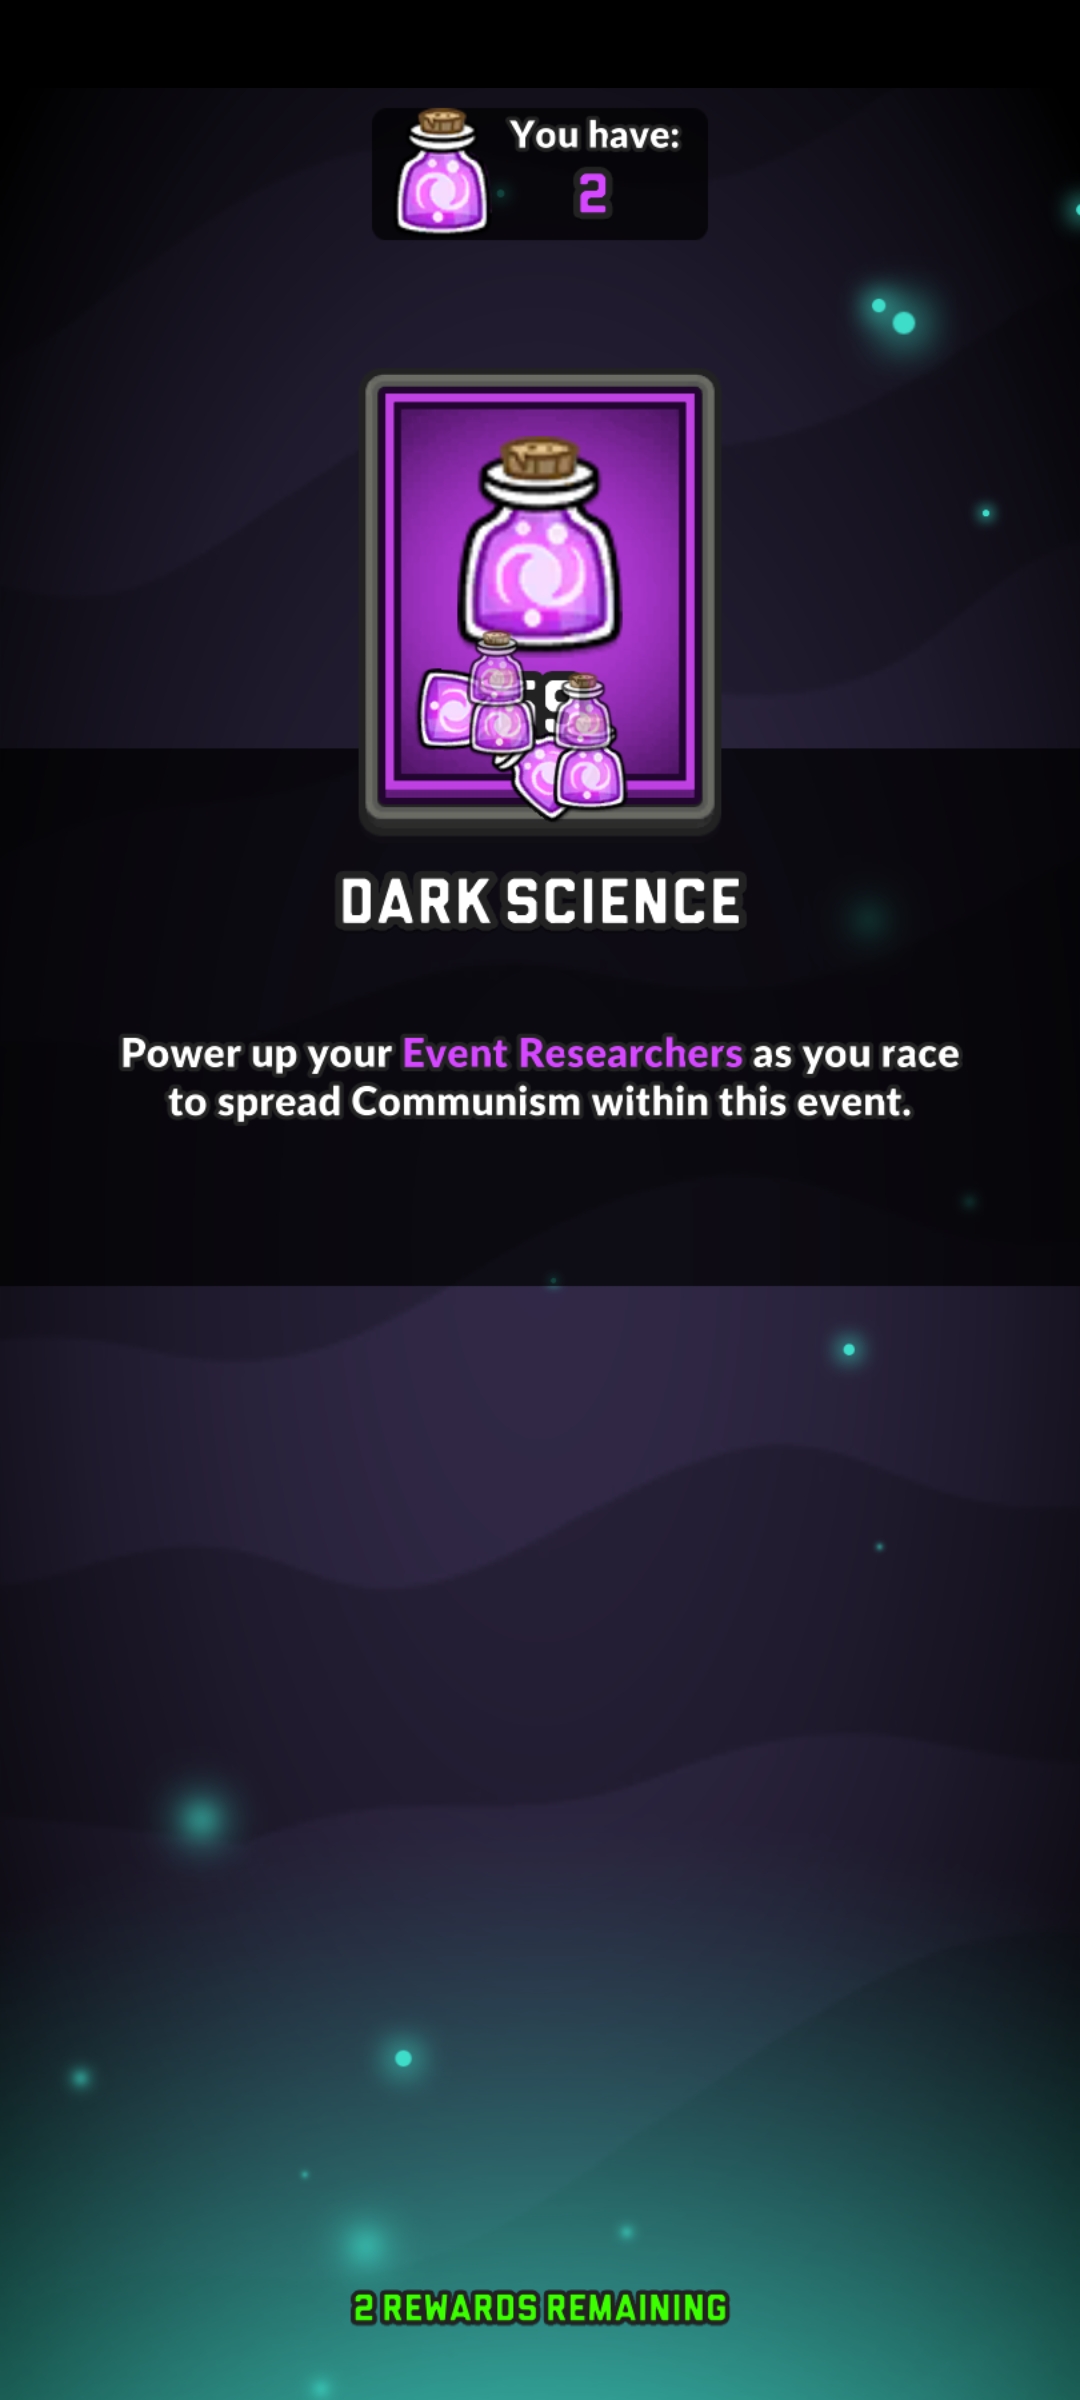 You have:
2
DARK SCIENCE
Power up your Event Researchers as you race
to spread Communism within this event.
2 REWARDS REMAINING